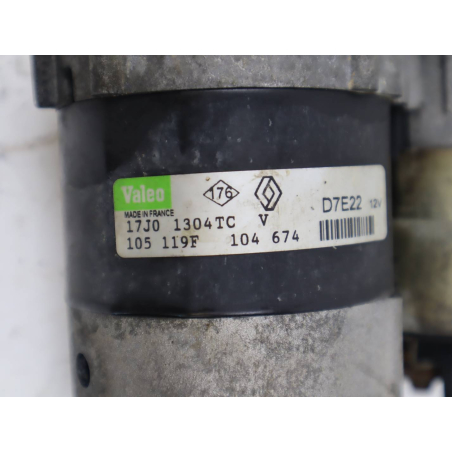 Valeo 176 D7E22 12V
MADE IN FRANCE
17J0 1304TC V
105 119F 104 674